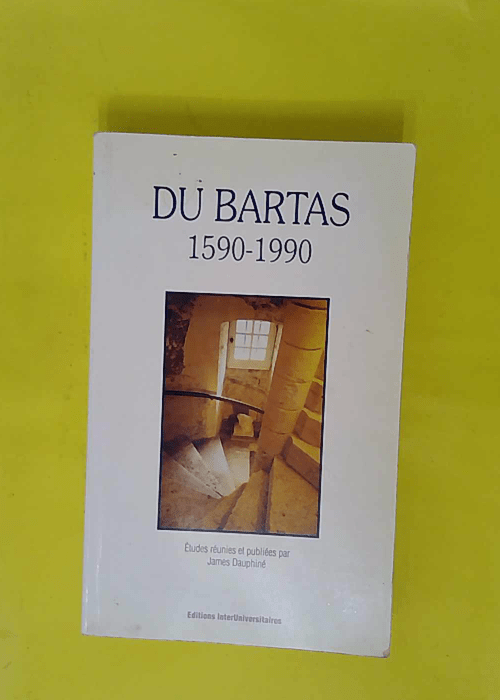 DU BARTAS
1590-1990
Études réunies et publiées par
James Dauphiné
Editions InterUniversitaires